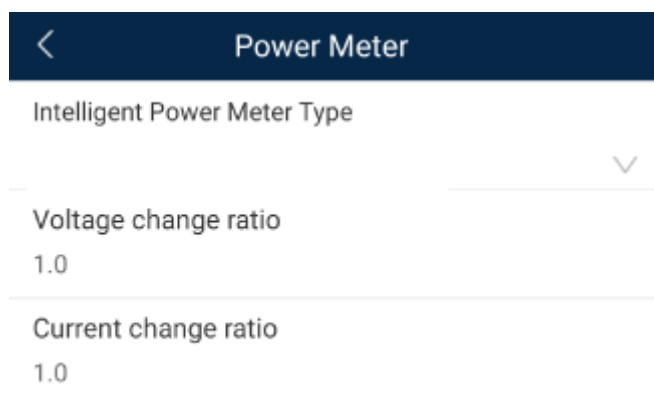 Power Meter
Intelligent Power Meter Type
Voltage change ratio
1.0
Current change ratio
1.0